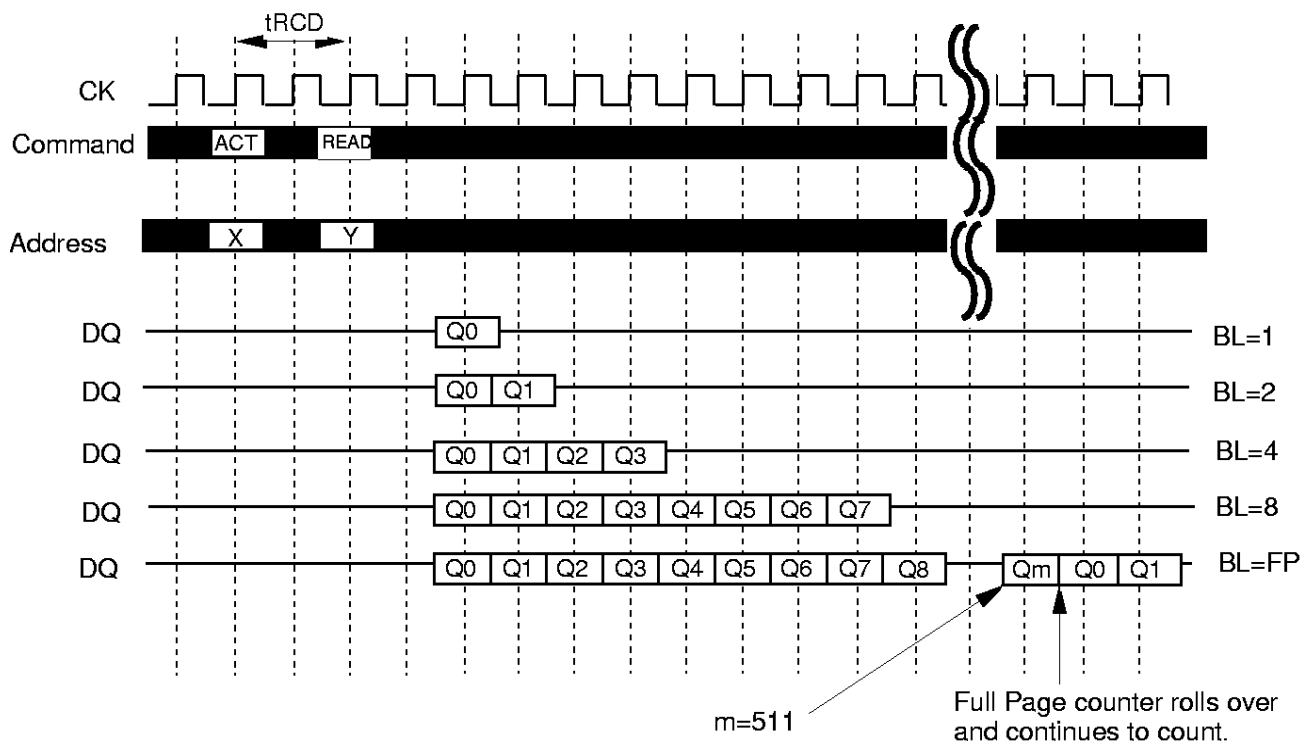 tRCD
CK
Command ACT READ
Address X Y
DQ Q0 BL=1
DQ Q0 Q1 BL=2
DQ Q0 Q1 Q2 Q3 BL=4
DQ Q0 Q1 Q2 Q3 Q4 Q5 Q6 Q7 BL=8
DQ Q0 Q1 Q2 Q3 Q4 Q5 Q6 Q7 Q8 Qm Q0 Q1 BL=FP
m=511
Full Page counter rolls over
and continues to count.